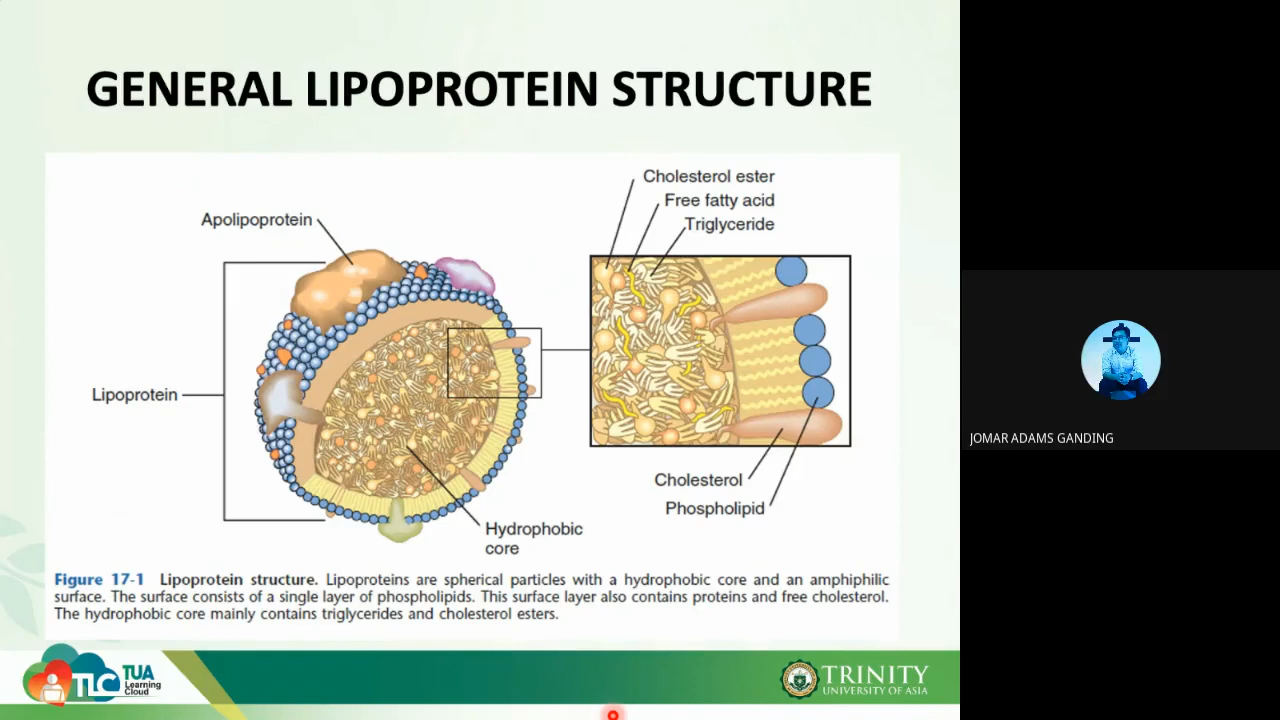 GENERAL LIPOPROTEIN STRUCTURE
Cholesterol ester
Free fatty acid
Triglyceride
Apolipoprotein
Lipoprotein
Cholesterol
Phospholipid
Hydrophobic
core
Figure 17-1 Lipoprotein structure. Lipoproteins are spherical particles with a hydrophobic core and an amphiphilic
surface. The surface consists of a single layer of phospholipids. This surface layer also contains proteins and free cholesterol.
The hydrophobic core mainly contains triglycerides and cholesterol esters.
TLC
TUA
Learning
Cloud
TRINITY
UNIVERSITY OF ASIA
JOMAR ADAMS GANDING